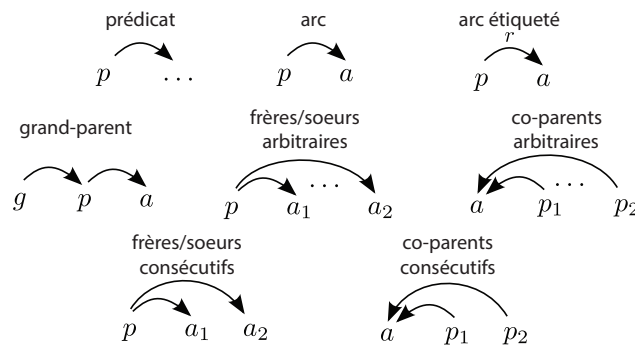 prédicat
arc
arc étiqueté
r
p ...
p a
p a
grand-parent
frères/soeurs
arbitraires
co-parents
arbitraires
g p a
p a1 ... a2
a p1 ... p2
frères/soeurs
consécutifs
co-parents
consécutifs
p a1 a2
a p1 p2